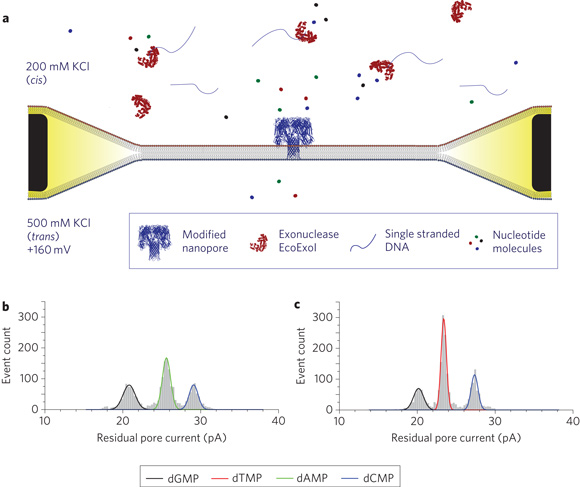 a
200 mM KCl
(cis)
500 mM KCl
(trans)
+160 mV
Modified
nanopore
Exonuclease
EcoExoI
Single stranded
DNA
Nucleotide
molecules
b
Event count
300
200
100
0
10
20
30
40
Residual pore current (pA)
c
Event count
300
200
100
0
10
20
30
40
Residual pore current (pA)
dGMP
dTMP
dAMP
dCMP